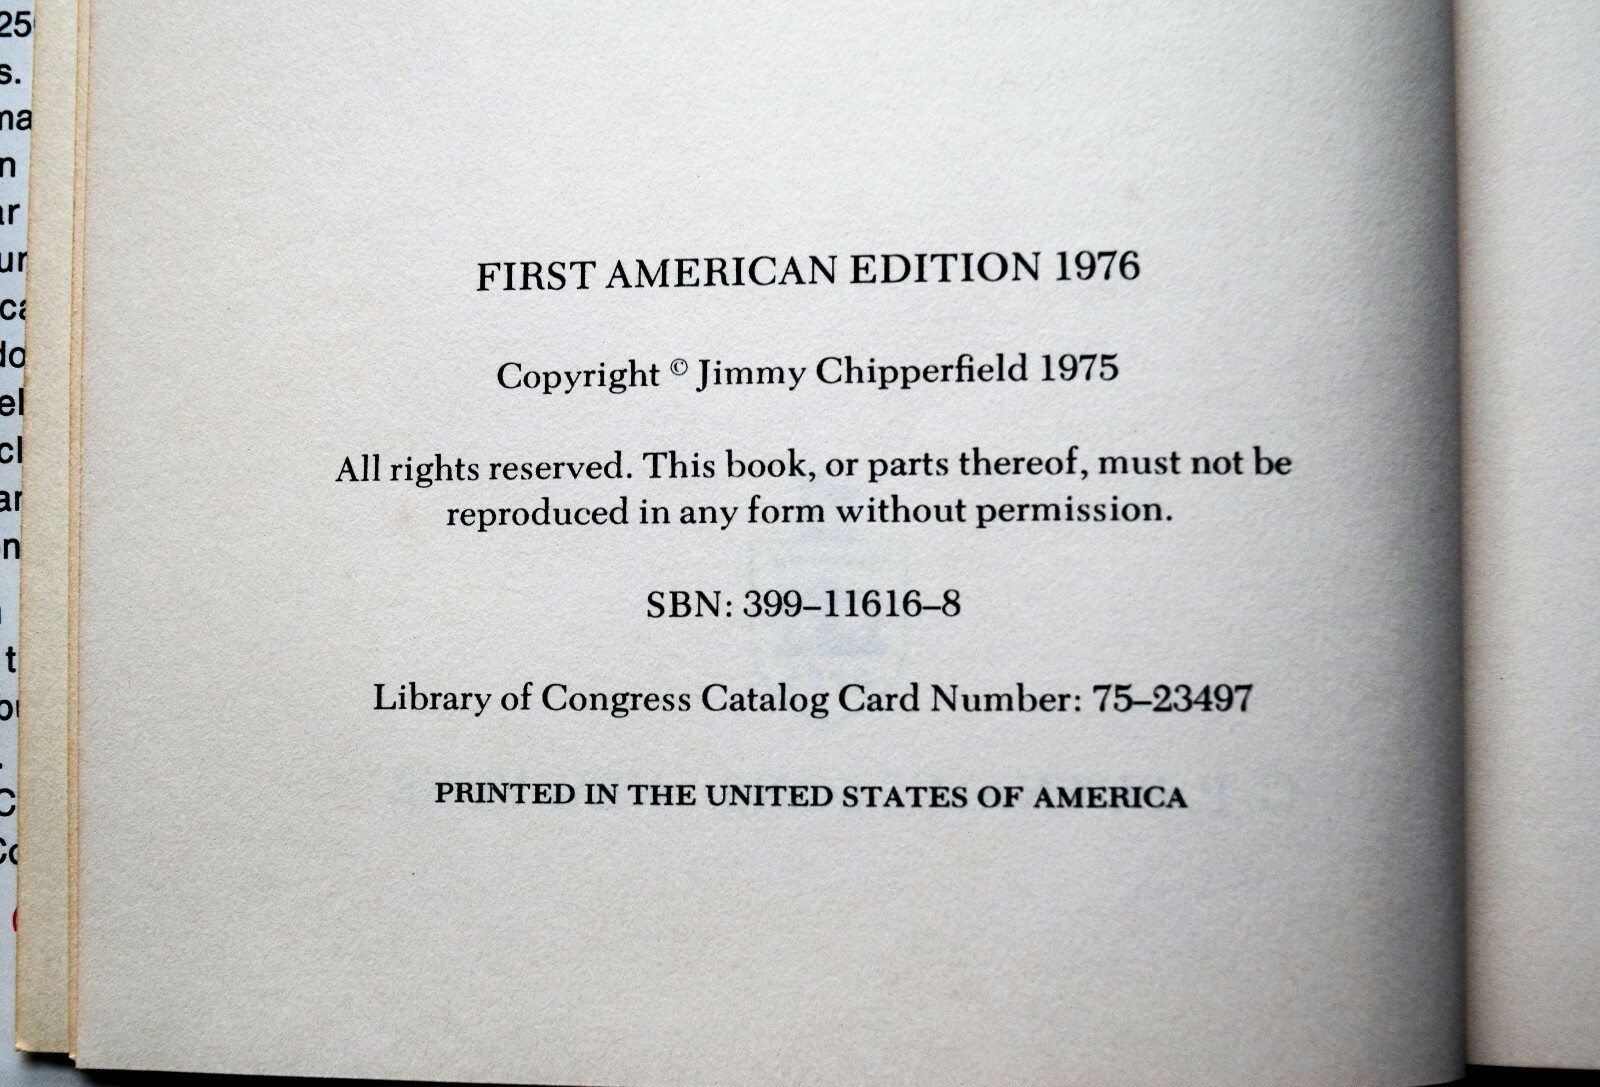 FIRST AMERICAN EDITION 1976
Copyright © Jimmy Chipperfield 1975
All rights reserved. This book, or parts thereof, must not be
reproduced in any form without permission.
SBN: 399–11616–8
Library of Congress Catalog Card Number: 75–23497
PRINTED IN THE UNITED STATES OF AMERICA